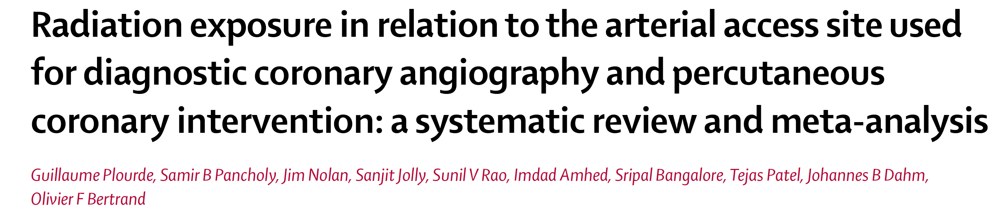 Radiation exposure in relation to the arterial access site used
for diagnostic coronary angiography and percutaneous
coronary intervention: a systematic review and meta-analysis
Guillaume Plourde, Samir B Pancholy, Jim Nolan, Sanjit Jolly, Sunil V Rao, Imdad Amhed, Sripal Bangalore, Tejas Patel, Johannes B Dahm,
Olivier F Bertrand